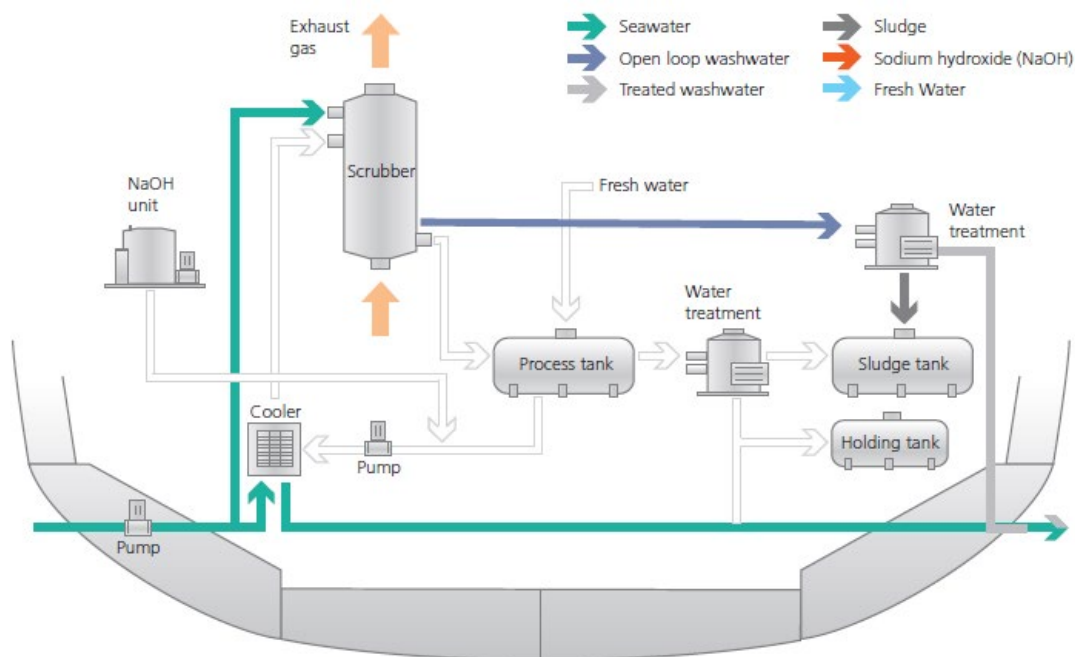 Exhaust
gas
Seawater
Open loop washwater
Treated washwater
Sludge
Sodium hydroxide (NaOH)
Fresh Water
Scrubber
NaOH
unit
Fresh water
Water
treatment
Water
treatment
Process tank
Sludge tank
Cooler
Pump
Holding tank
Pump